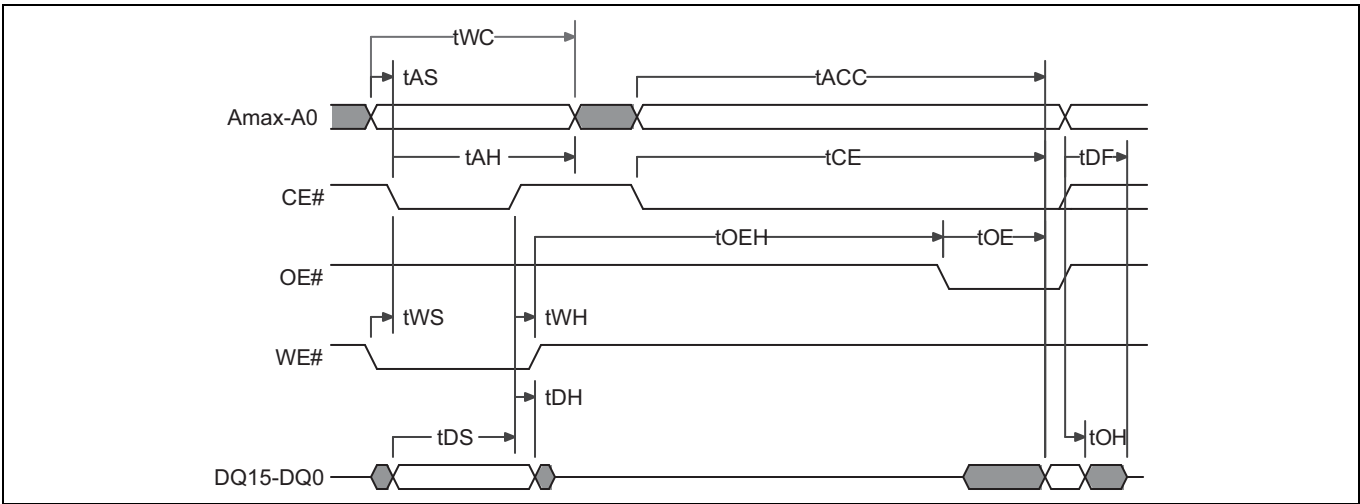 tWC
tAS
tACC
Amax-A0
tAH
tCE
tDF
CE#
tOEH
tOE
OE#
tWS
tWH
WE#
tDH
tDS
tOH
DQ15-DQ0